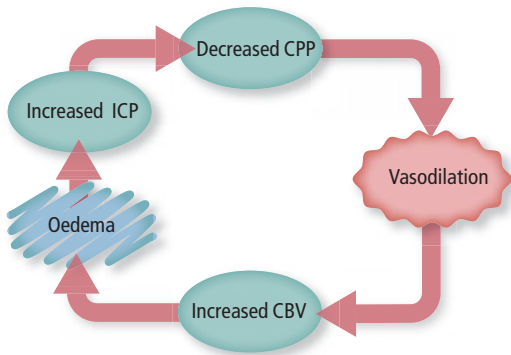 Decreased CPP
Increased ICP
Vasodilation
Oedema
Increased CBV